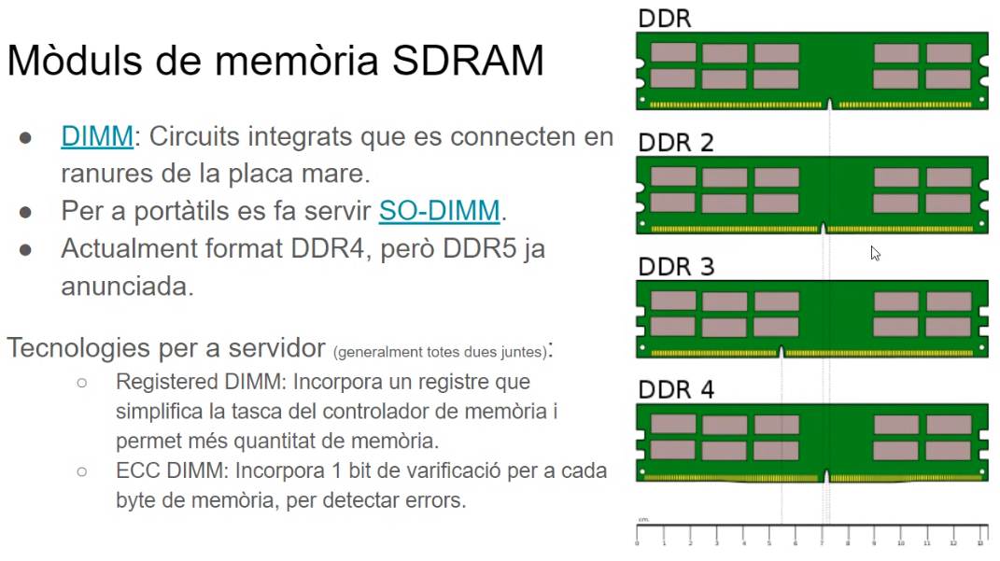 Mòduls de memòria SDRAM
● DIMM: Circuits integrats que es connecten en
ranures de la placa mare.
● Per a portàtils es fa servir SO-DIMM.
● Actualment format DDR4, però DDR5 ja
anunciada.
Tecnologies per a servidor (generalment totes dues juntes):
○ Registered DIMM: Incorpora un registre que
simplifica la tasca del controlador de memòria i
permet més quantitat de memòria.
○ ECC DIMM: Incorpora 1 bit de varificació per a cada
byte de memòria, per detectar errors.
DDR
DDR 2
DDR 3
DDR 4
cm
0 1 2 3 4 5 6 7 8 9 10 11 12 13